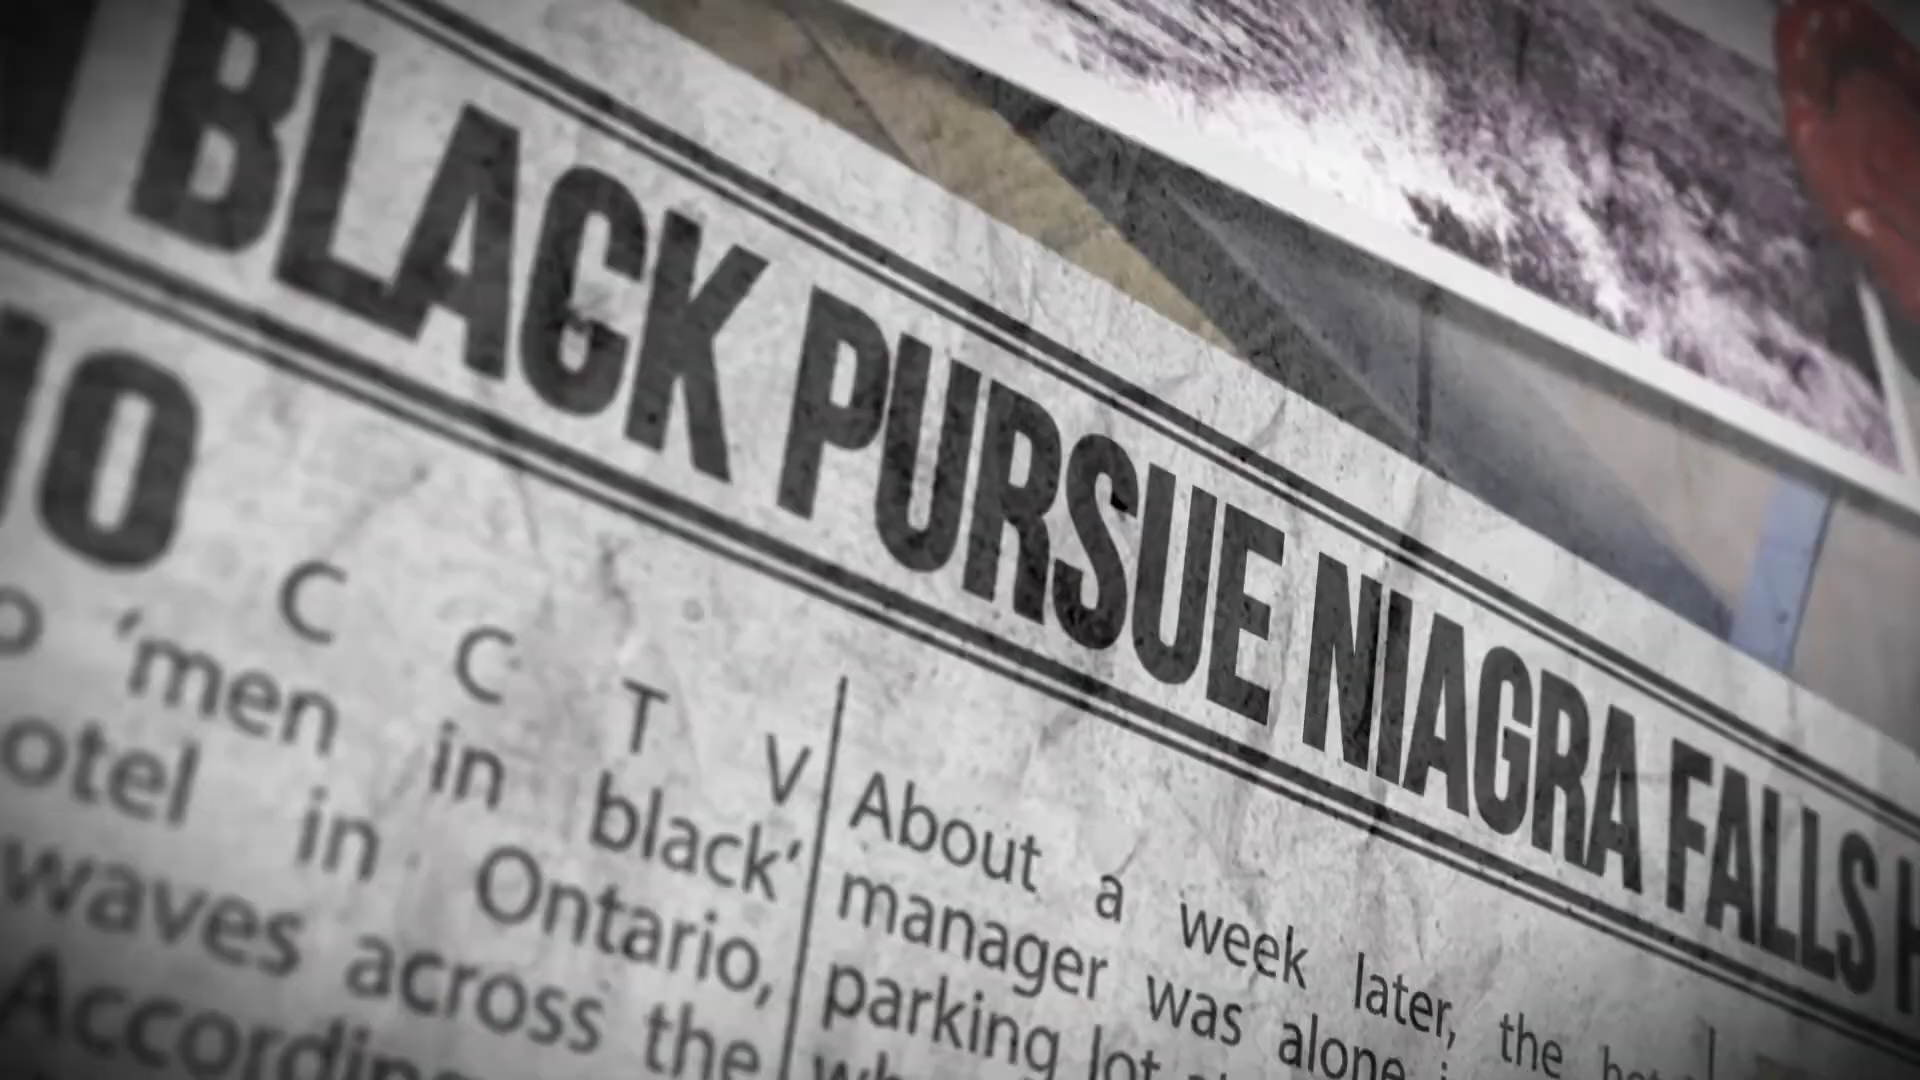 BLACK PURSUE NIAGRA FALLS
IO
C C T V
'men in black'
otel in Ontario,
waves across the
About a week later, the
manager was alone
parking lot